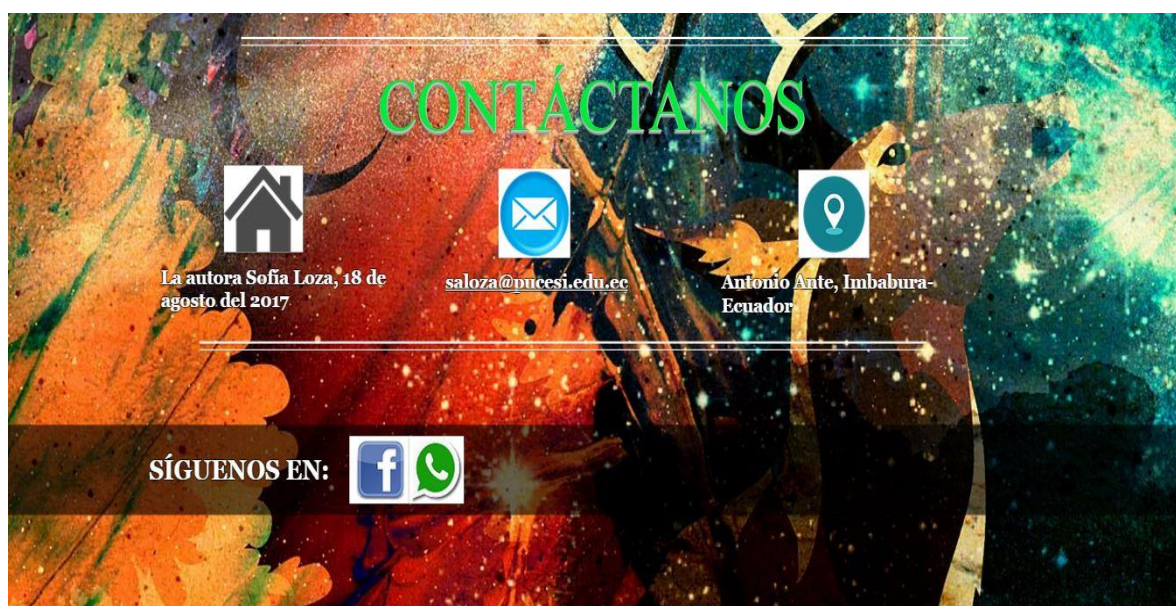 CONTÁCTANOS
La autora Sofía Loza, 18 de
agosto del 2017
saloza@pucesi.edu.ec
Antonio Ante, Imbabura-
Ecuador
SÍGUENOS EN: